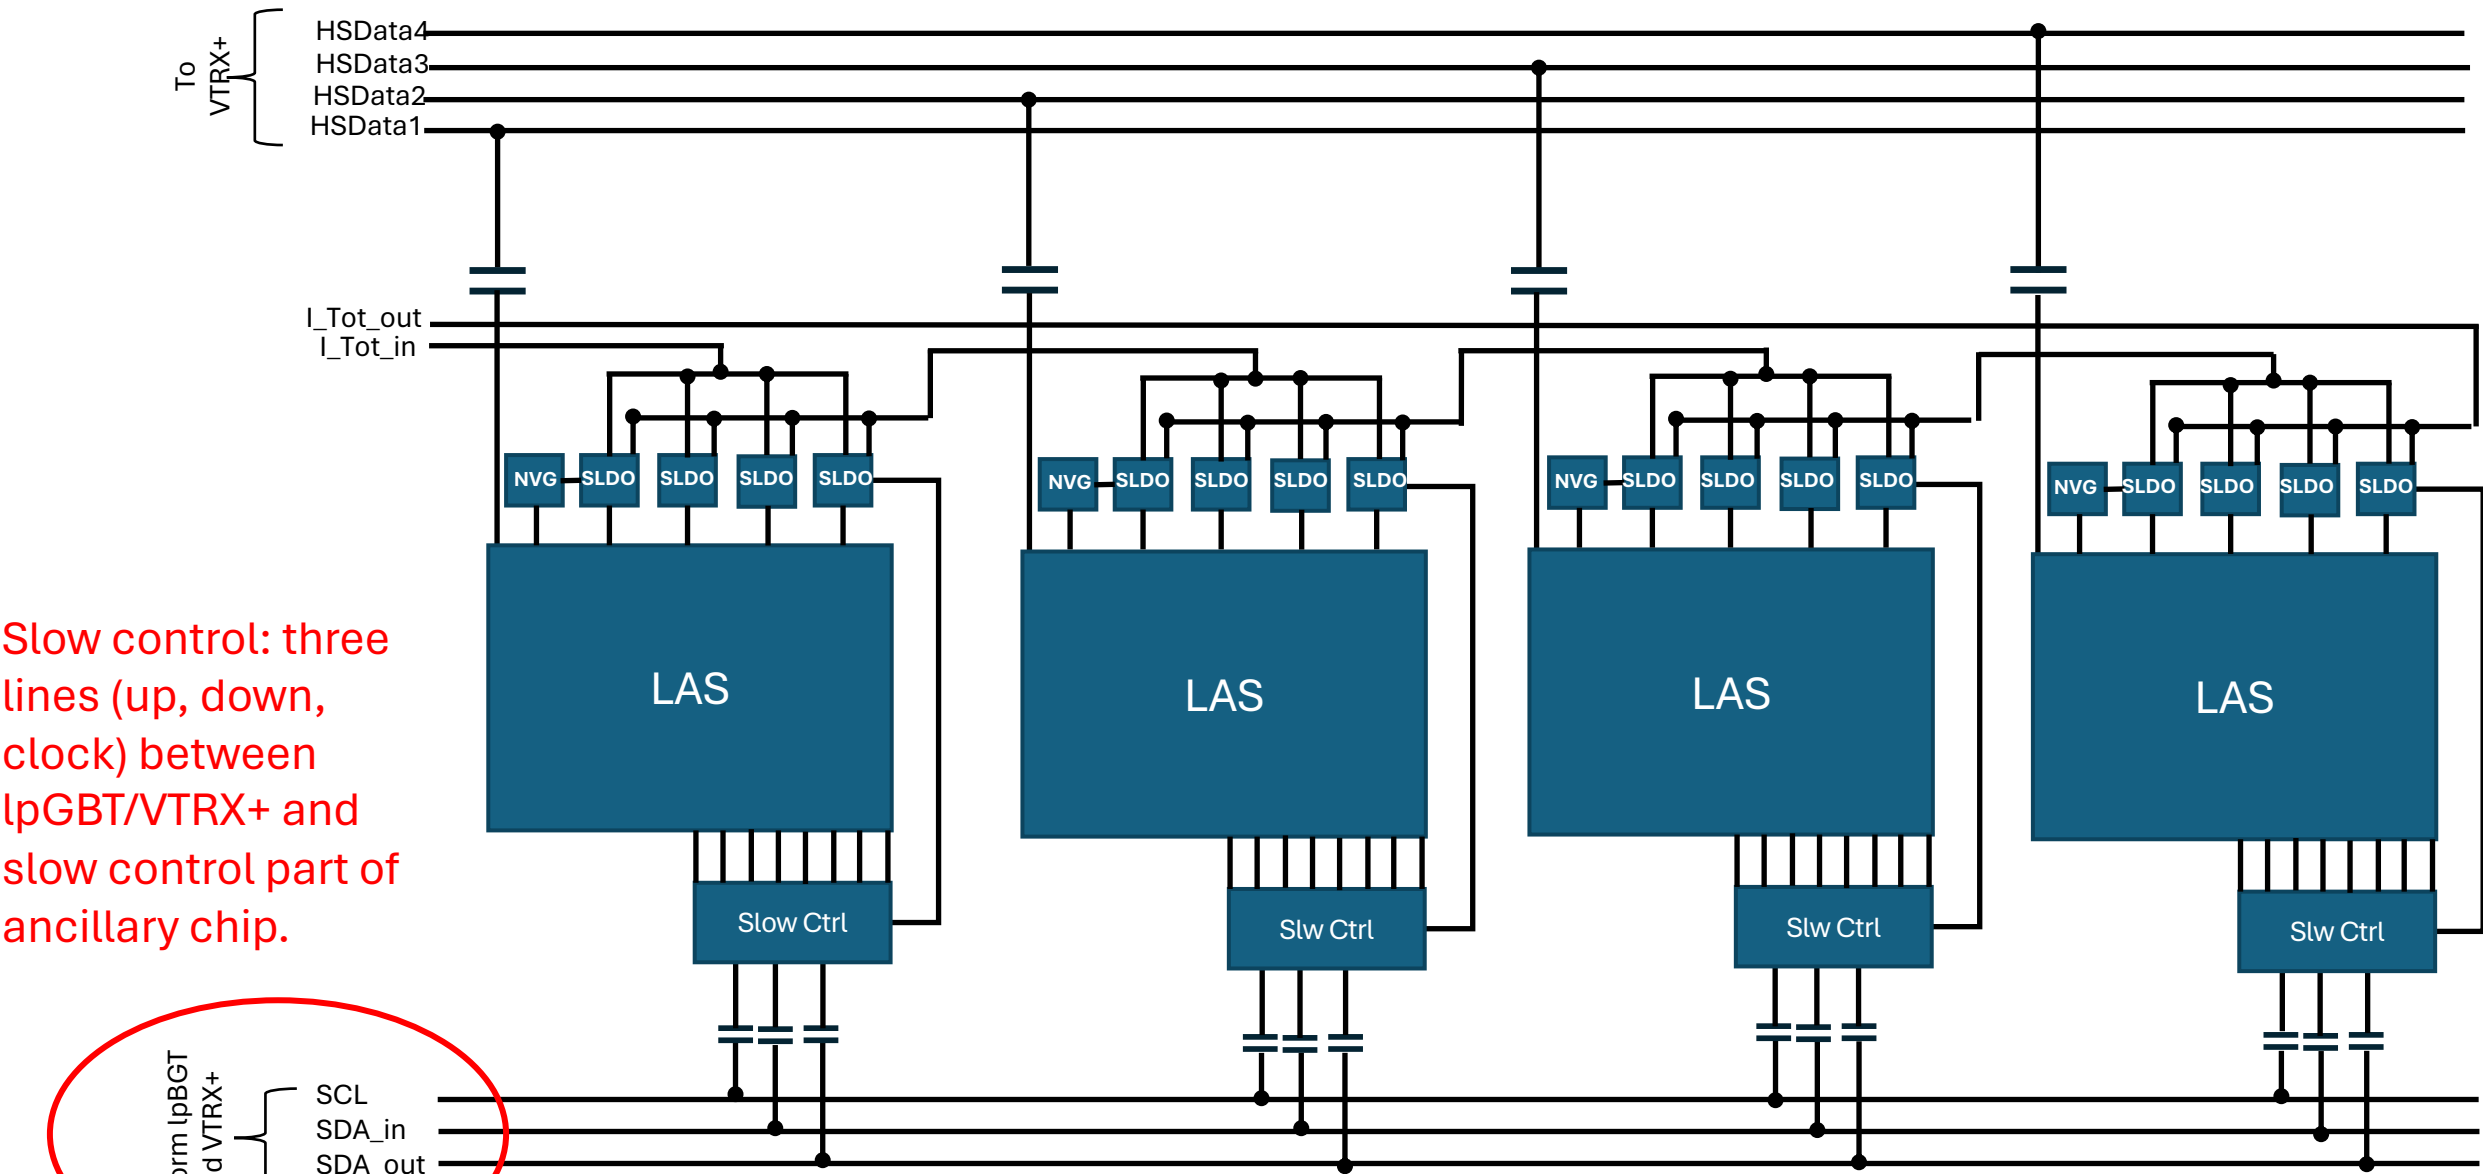 To
VTRX+
HSData4
HSData3
HSData2
HSData1
I_Tot_out
I_Tot_in
NVG SLDO SLDO SLDO SLDO
NVG SLDO SLDO SLDO SLDO
NVG SLDO SLDO SLDO SLDO
NVG SLDO SLDO SLDO SLDO
LAS
LAS
LAS
LAS
Slow control: three
lines (up, down,
clock) between
lpGBT/VTRX+ and
slow control part of
ancillary chip.
Slow Ctrl
Slw Ctrl
Slw Ctrl
Slw Ctrl
lpBGT
VTRX+
SCL
SDA_in
SDA_out